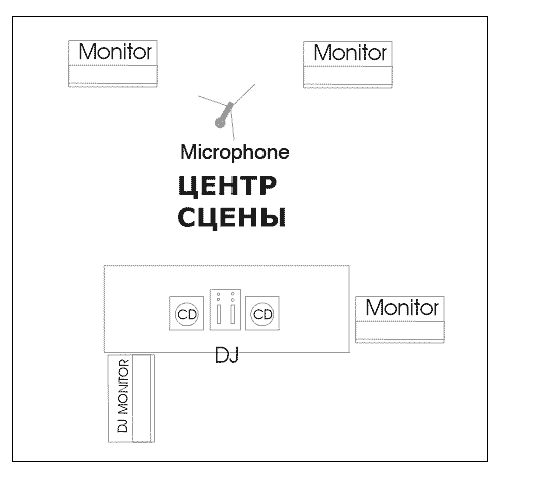 Monitor
Monitor
Microphone
ЦЕНТР
СЦЕНЫ
CD
CD
Monitor
DJ
DJ MONITOR